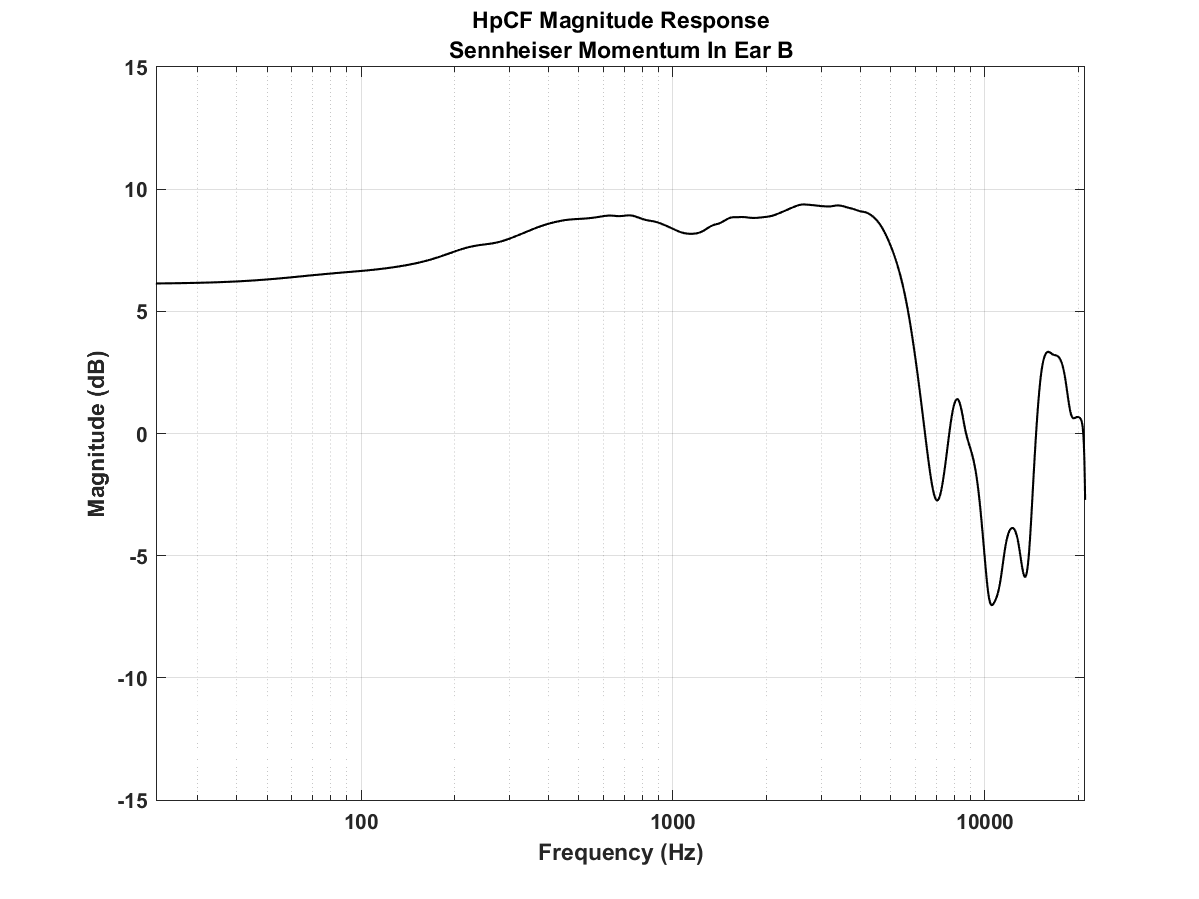 HpCF Magnitude Response
Sennheiser Momentum In Ear B
15
10
5
0
-5
-10
-15
Magnitude (dB)
100
1000
10000
Frequency (Hz)